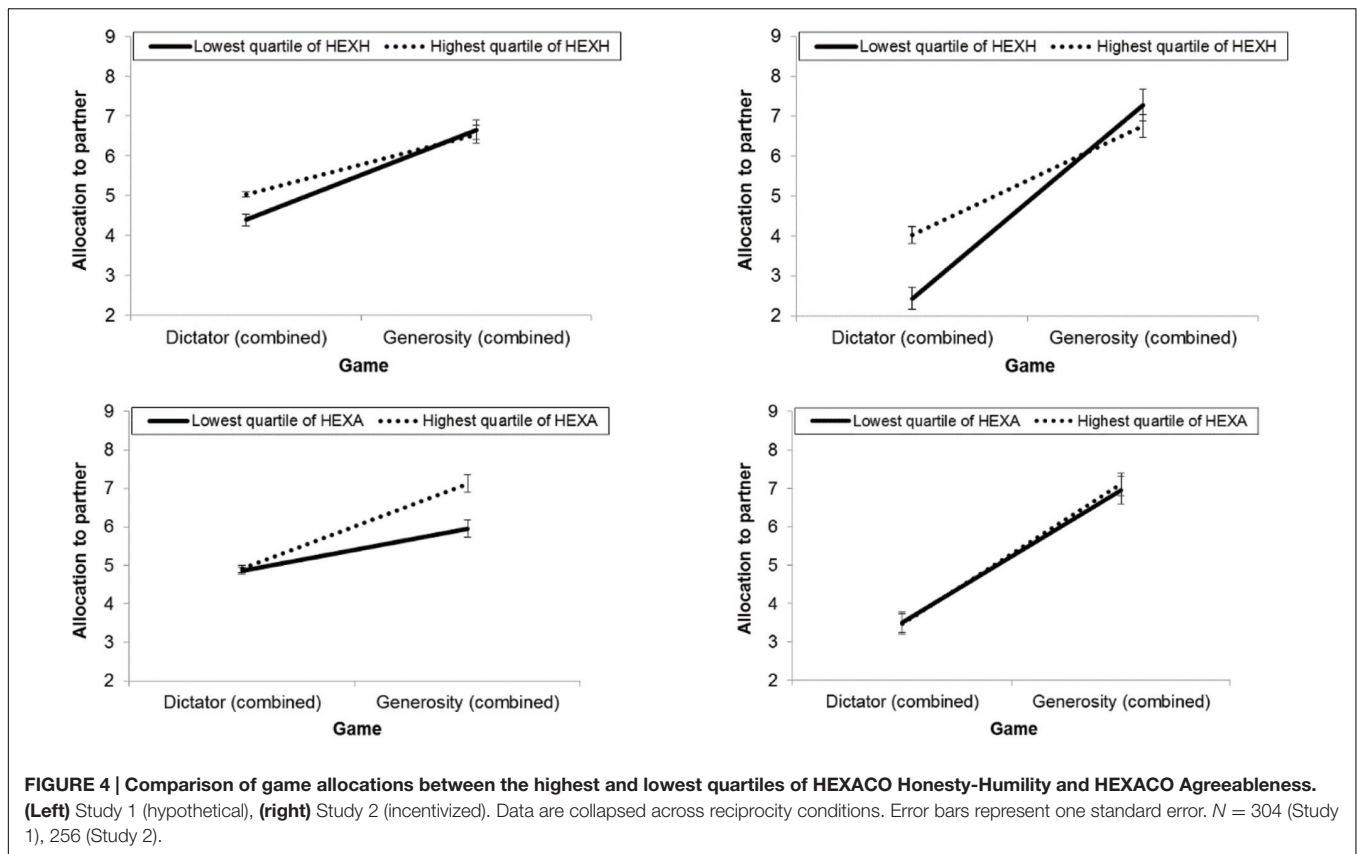 Lowest quartile of HEXH Highest quartile of HEXH
Allocation to partner
9
8
7
6
5
4
3
2
Dictator (combined) Generosity (combined)
Game
Lowest quartile of HEXH Highest quartile of HEXH
Allocation to partner
9
8
7
6
5
4
3
2
Dictator (combined) Generosity (combined)
Game
Lowest quartile of HEXA Highest quartile of HEXA
Allocation to partner
9
8
7
6
5
4
3
2
Dictator (combined) Generosity (combined)
Game
Lowest quartile of HEXA Highest quartile of HEXA
Allocation to partner
9
8
7
6
5
4
3
2
Dictator (combined) Generosity (combined)
Game
FIGURE 4 | Comparison of game allocations between the highest and lowest quartiles of HEXACO Honesty-Humility and HEXACO Agreeableness.
(Left) Study 1 (hypothetical), (right) Study 2 (incentivized). Data are collapsed across reciprocity conditions. Error bars represent one standard error. N = 304 (Study
1), 256 (Study 2).